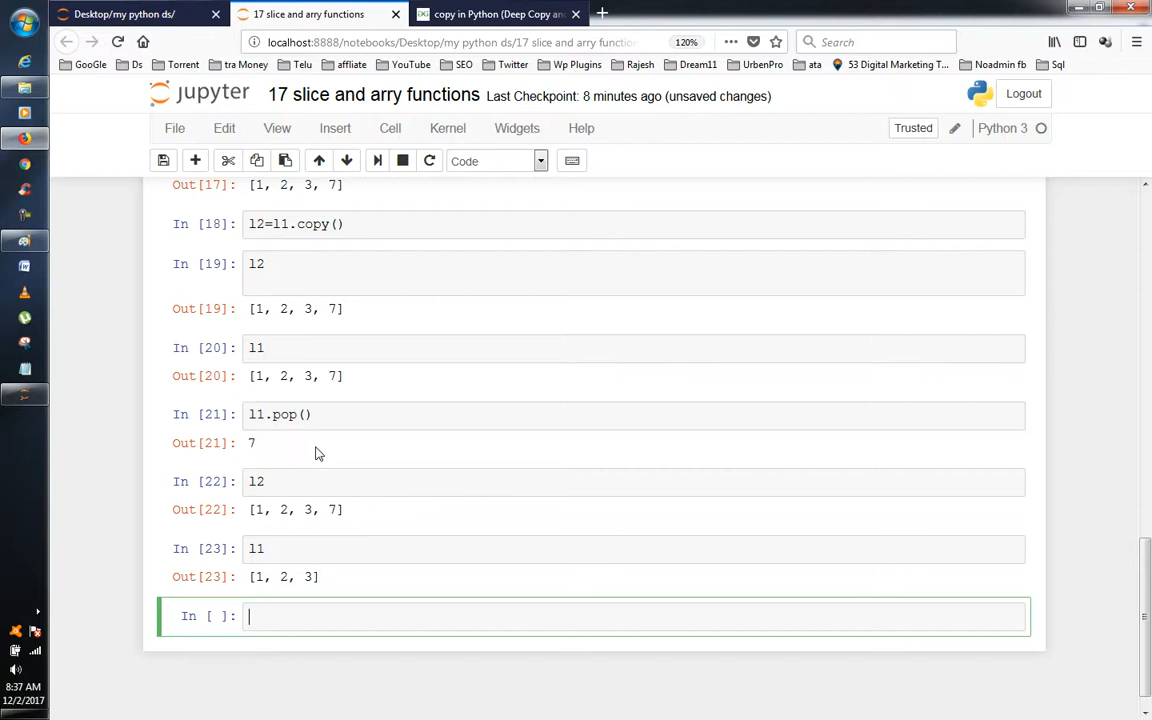 Desktop/my python ds/
17 slice and arry functions
copy in Python (Deep Copy an
localhost:8888/notebooks/Desktop/my python ds/17 slice and arry functio
120%
Search
GooGle
Ds
Torrent
tra Money
Telu
affiliate
YouTube
SEO
Twitter
Wp Plugins
Rajesh
Dream11
UrbenPro
ata
53 Digital Marketing T...
Noadmin fb
Sql
jupyter 17 slice and arry functions Last Checkpoint: 8 minutes ago (unsaved changes)
Logout
File Edit View Insert Cell Kernel Widgets Help
Trusted
Python 3
Code
Out[17]: [1, 2, 3, 7]
In [18]: l2=l1.copy()
In [19]: l2
Out[19]: [1, 2, 3, 7]
In [20]: l1
Out[20]: [1, 2, 3, 7]
In [21]: l1.pop()
Out[21]: 7
In [22]: l2
Out[22]: [1, 2, 3, 7]
In [23]: l1
Out[23]: [1, 2, 3]
In [ ]:
8:37 AM
12/2/2017